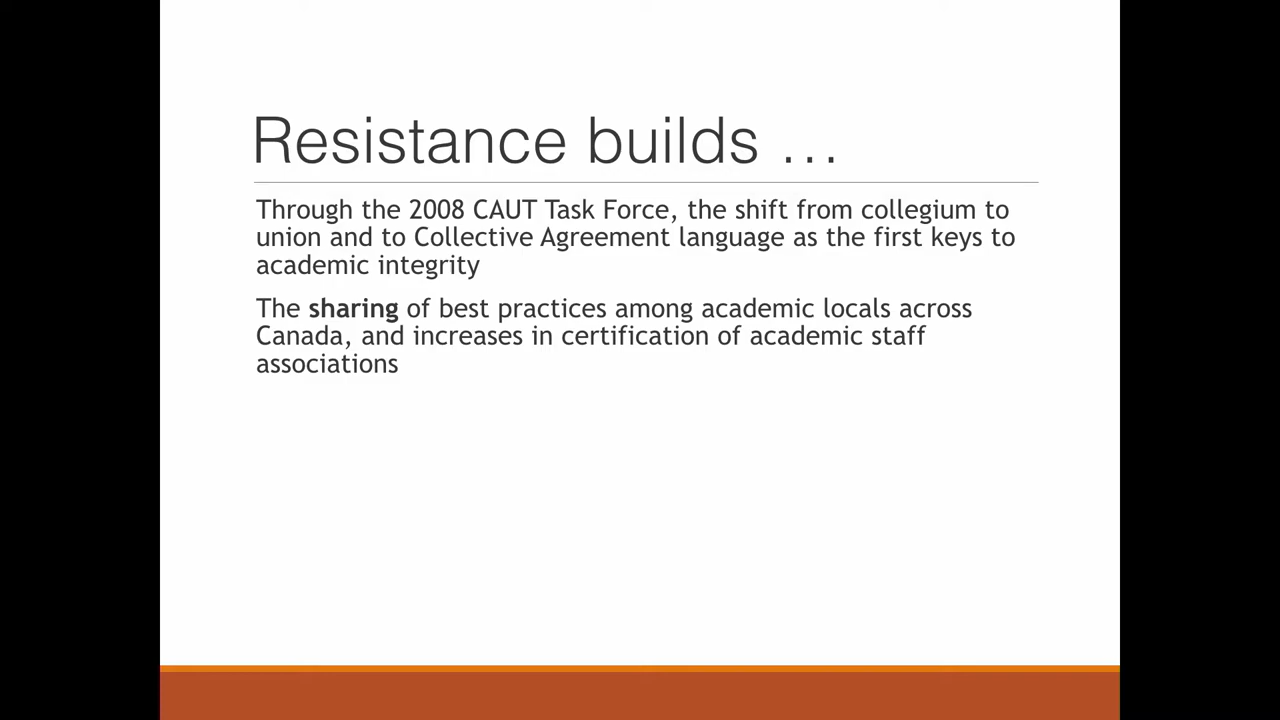 Resistance builds …
Through the 2008 CAUT Task Force, the shift from collegium to
union and to Collective Agreement language as the first keys to
academic integrity
The sharing of best practices among academic locals across
Canada, and increases in certification of academic staff
associations